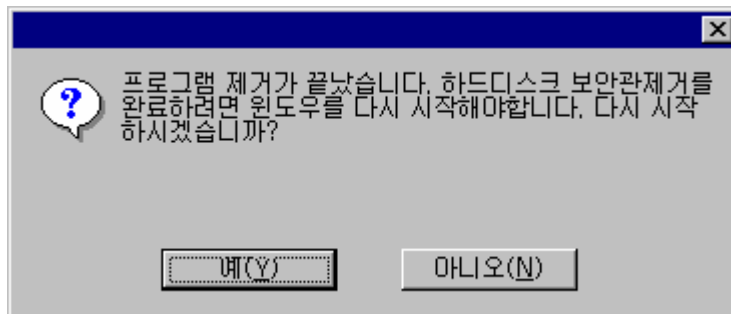 프로그램 제거가 끝났습니다. 하드디스크 보안관제거를
완료하려면 윈도우를 다시 시작해야합니다. 다시 시작
하시겠습니까?
예(Y)
아니오(N)